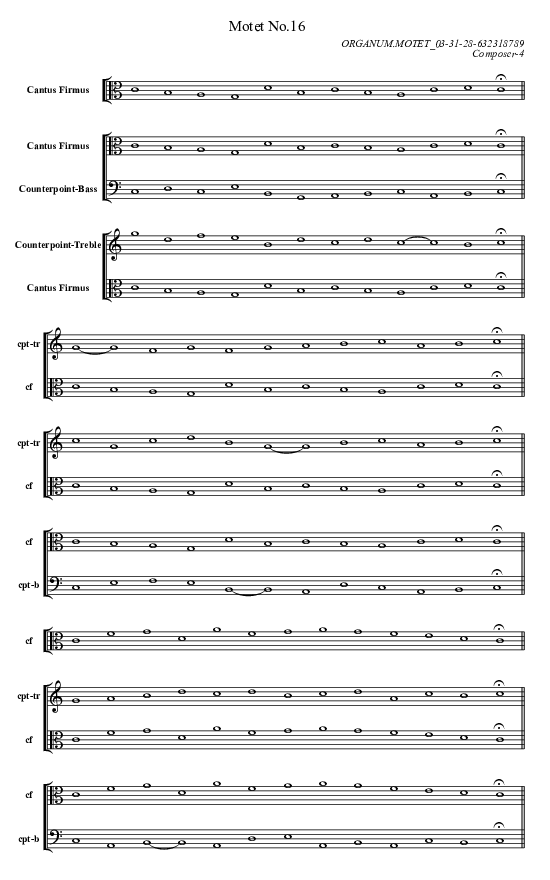 Motet No.16
ORGANUM.MOTET_03-31-28-632318789
Composer-4
Cantus Firmus
Cantus Firmus
Counterpoint-Bass
Counterpoint-Treble
Cantus Firmus
cpt-tr
cf
cpt-tr
cf
cf
cpt-b
cf
cpt-tr
cf
cf
cpt-b